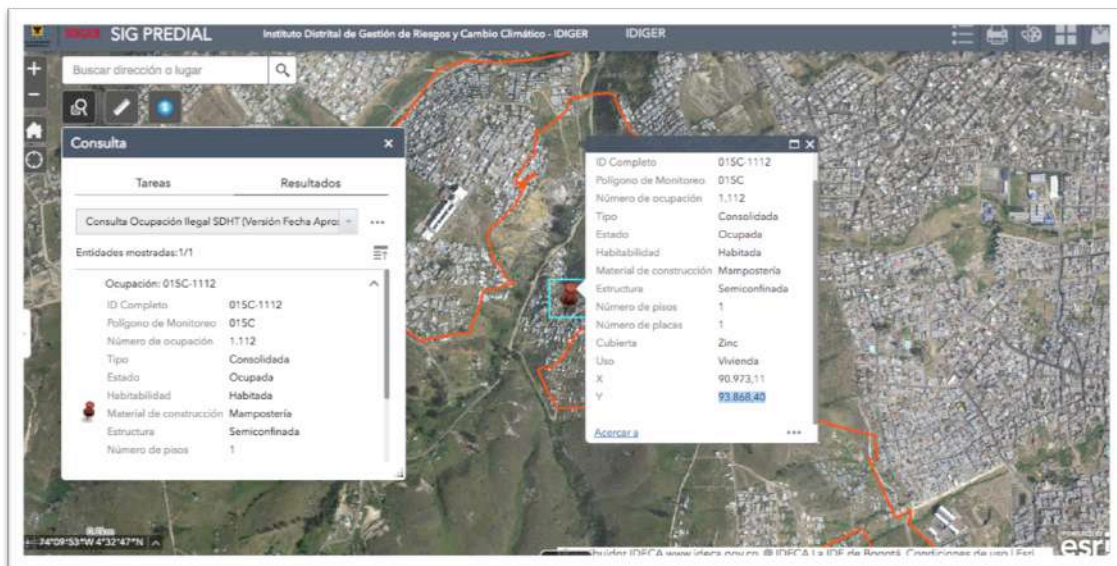 IDIGER SIG PREDIAL Instituto Distrital de Gestión de Riesgos y Cambio Climático - IDIGER IDIGER
Buscar dirección o lugar
Consulta
Tareas Resultados
Consulta Ocupación Ilegal SDHT (Versión Fecha Apro
Entidades mostradas:1/1
Ocupación: 015C-1112
ID Completo 015C-1112
Polígono de Monitoreo 015C
Número de ocupación 1.112
Tipo Consolidada
Estado Ocupada
Habitabilidad Habitada
Material de construcción Mampostería
Estructura Semiconfinada
Número de pisos 1
ID Completo 015C-1112
Polígono de Monitoreo 015C
Número de ocupación 1.112
Tipo Consolidada
Estado Ocupada
Habitabilidad Habitada
Material de construcción Mampostería
Estructura Semiconfinada
Número de pisos 1
Número de placas 1
Cubierta Zinc
Uso Vivienda
X 90.973,11
Y 93.868,40
Acercar a
74°09'53"W 4°32'47"N
IDECA www.ideca.gov.co, @ IDECA La IDE de Bogotá. Condiciones de uso | Esri
esri